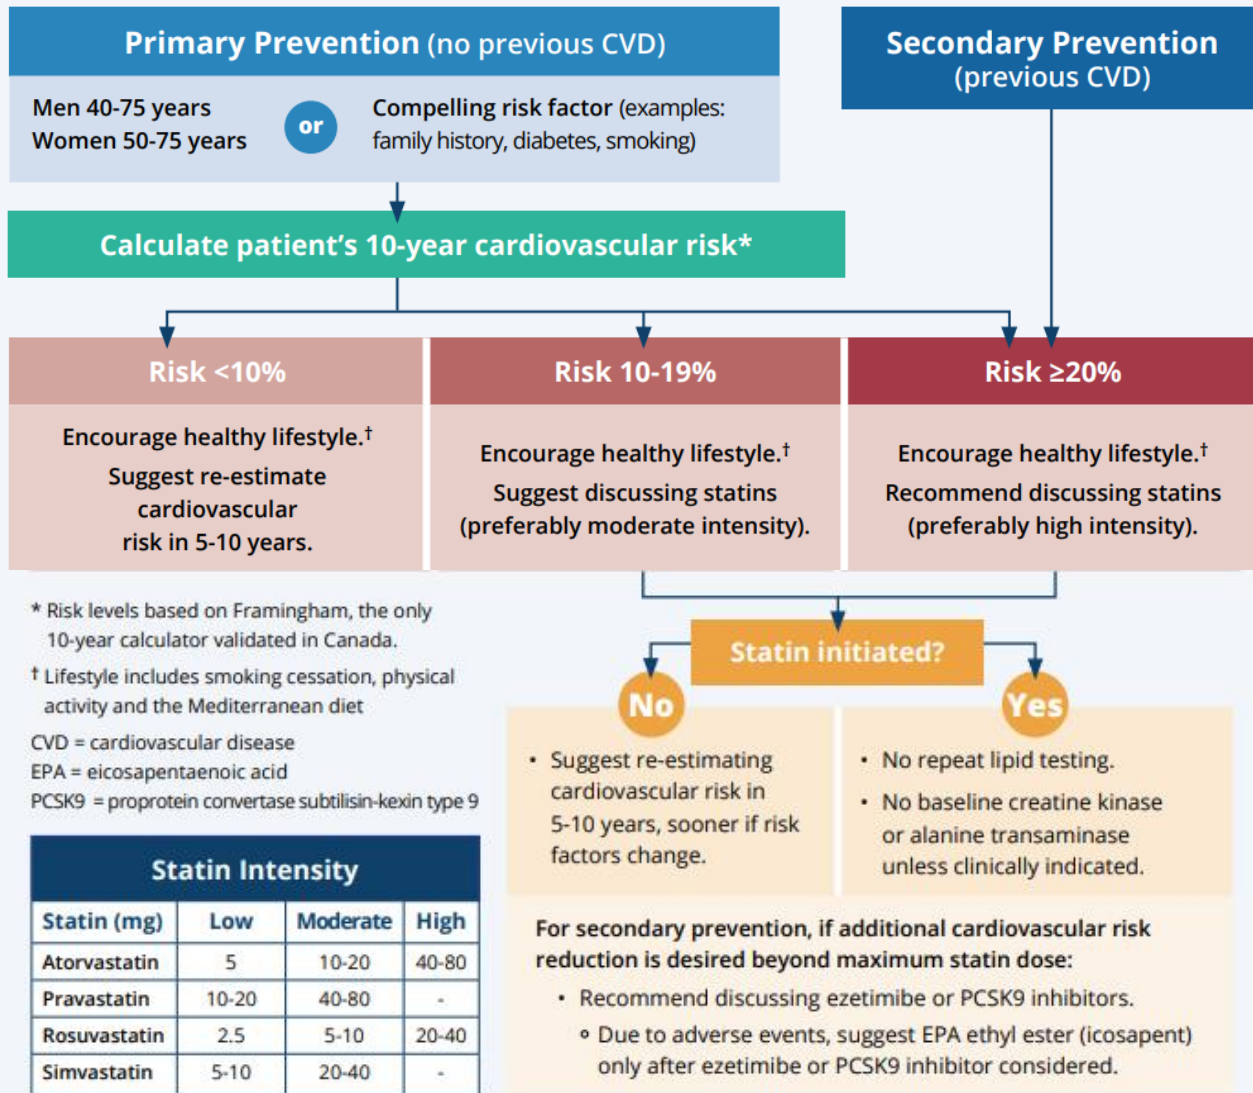 Primary Prevention (no previous CVD)
Men 40-75 years
Women 50-75 years
or
Compelling risk factor (examples:
family history, diabetes, smoking)
Secondary Prevention
(previous CVD)
Calculate patient's 10-year cardiovascular risk*
Risk <10%
Encourage healthy lifestyle.†
Suggest re-estimate
cardiovascular
risk in 5-10 years.
Risk 10-19%
Encourage healthy lifestyle.†
Suggest discussing statins
(preferably moderate intensity).
Risk ≥20%
Encourage healthy lifestyle.†
Recommend discussing statins
(preferably high intensity).
* Risk levels based on Framingham, the only
10-year calculator validated in Canada.
† Lifestyle includes smoking cessation, physical
activity and the Mediterranean diet
CVD = cardiovascular disease
EPA = eicosapentaenoic acid
PCSK9 = proprotein convertase subtilisin-kexin type 9
Statin Intensity
Statin (mg) Low Moderate High
Atorvastatin 5 10-20 40-80
Pravastatin 10-20 40-80 -
Rosuvastatin 2.5 5-10 20-40
Simvastatin 5-10 20-40 -
Statin initiated?
No
• Suggest re-estimating
cardiovascular risk in
5-10 years, sooner if risk
factors change.
Yes
• No repeat lipid testing.
• No baseline creatine kinase
or alanine transaminase
unless clinically indicated.
For secondary prevention, if additional cardiovascular risk
reduction is desired beyond maximum statin dose:
• Recommend discussing ezetimibe or PCSK9 inhibitors.
∘ Due to adverse events, suggest EPA ethyl ester (icosapent)
only after ezetimibe or PCSK9 inhibitor considered.